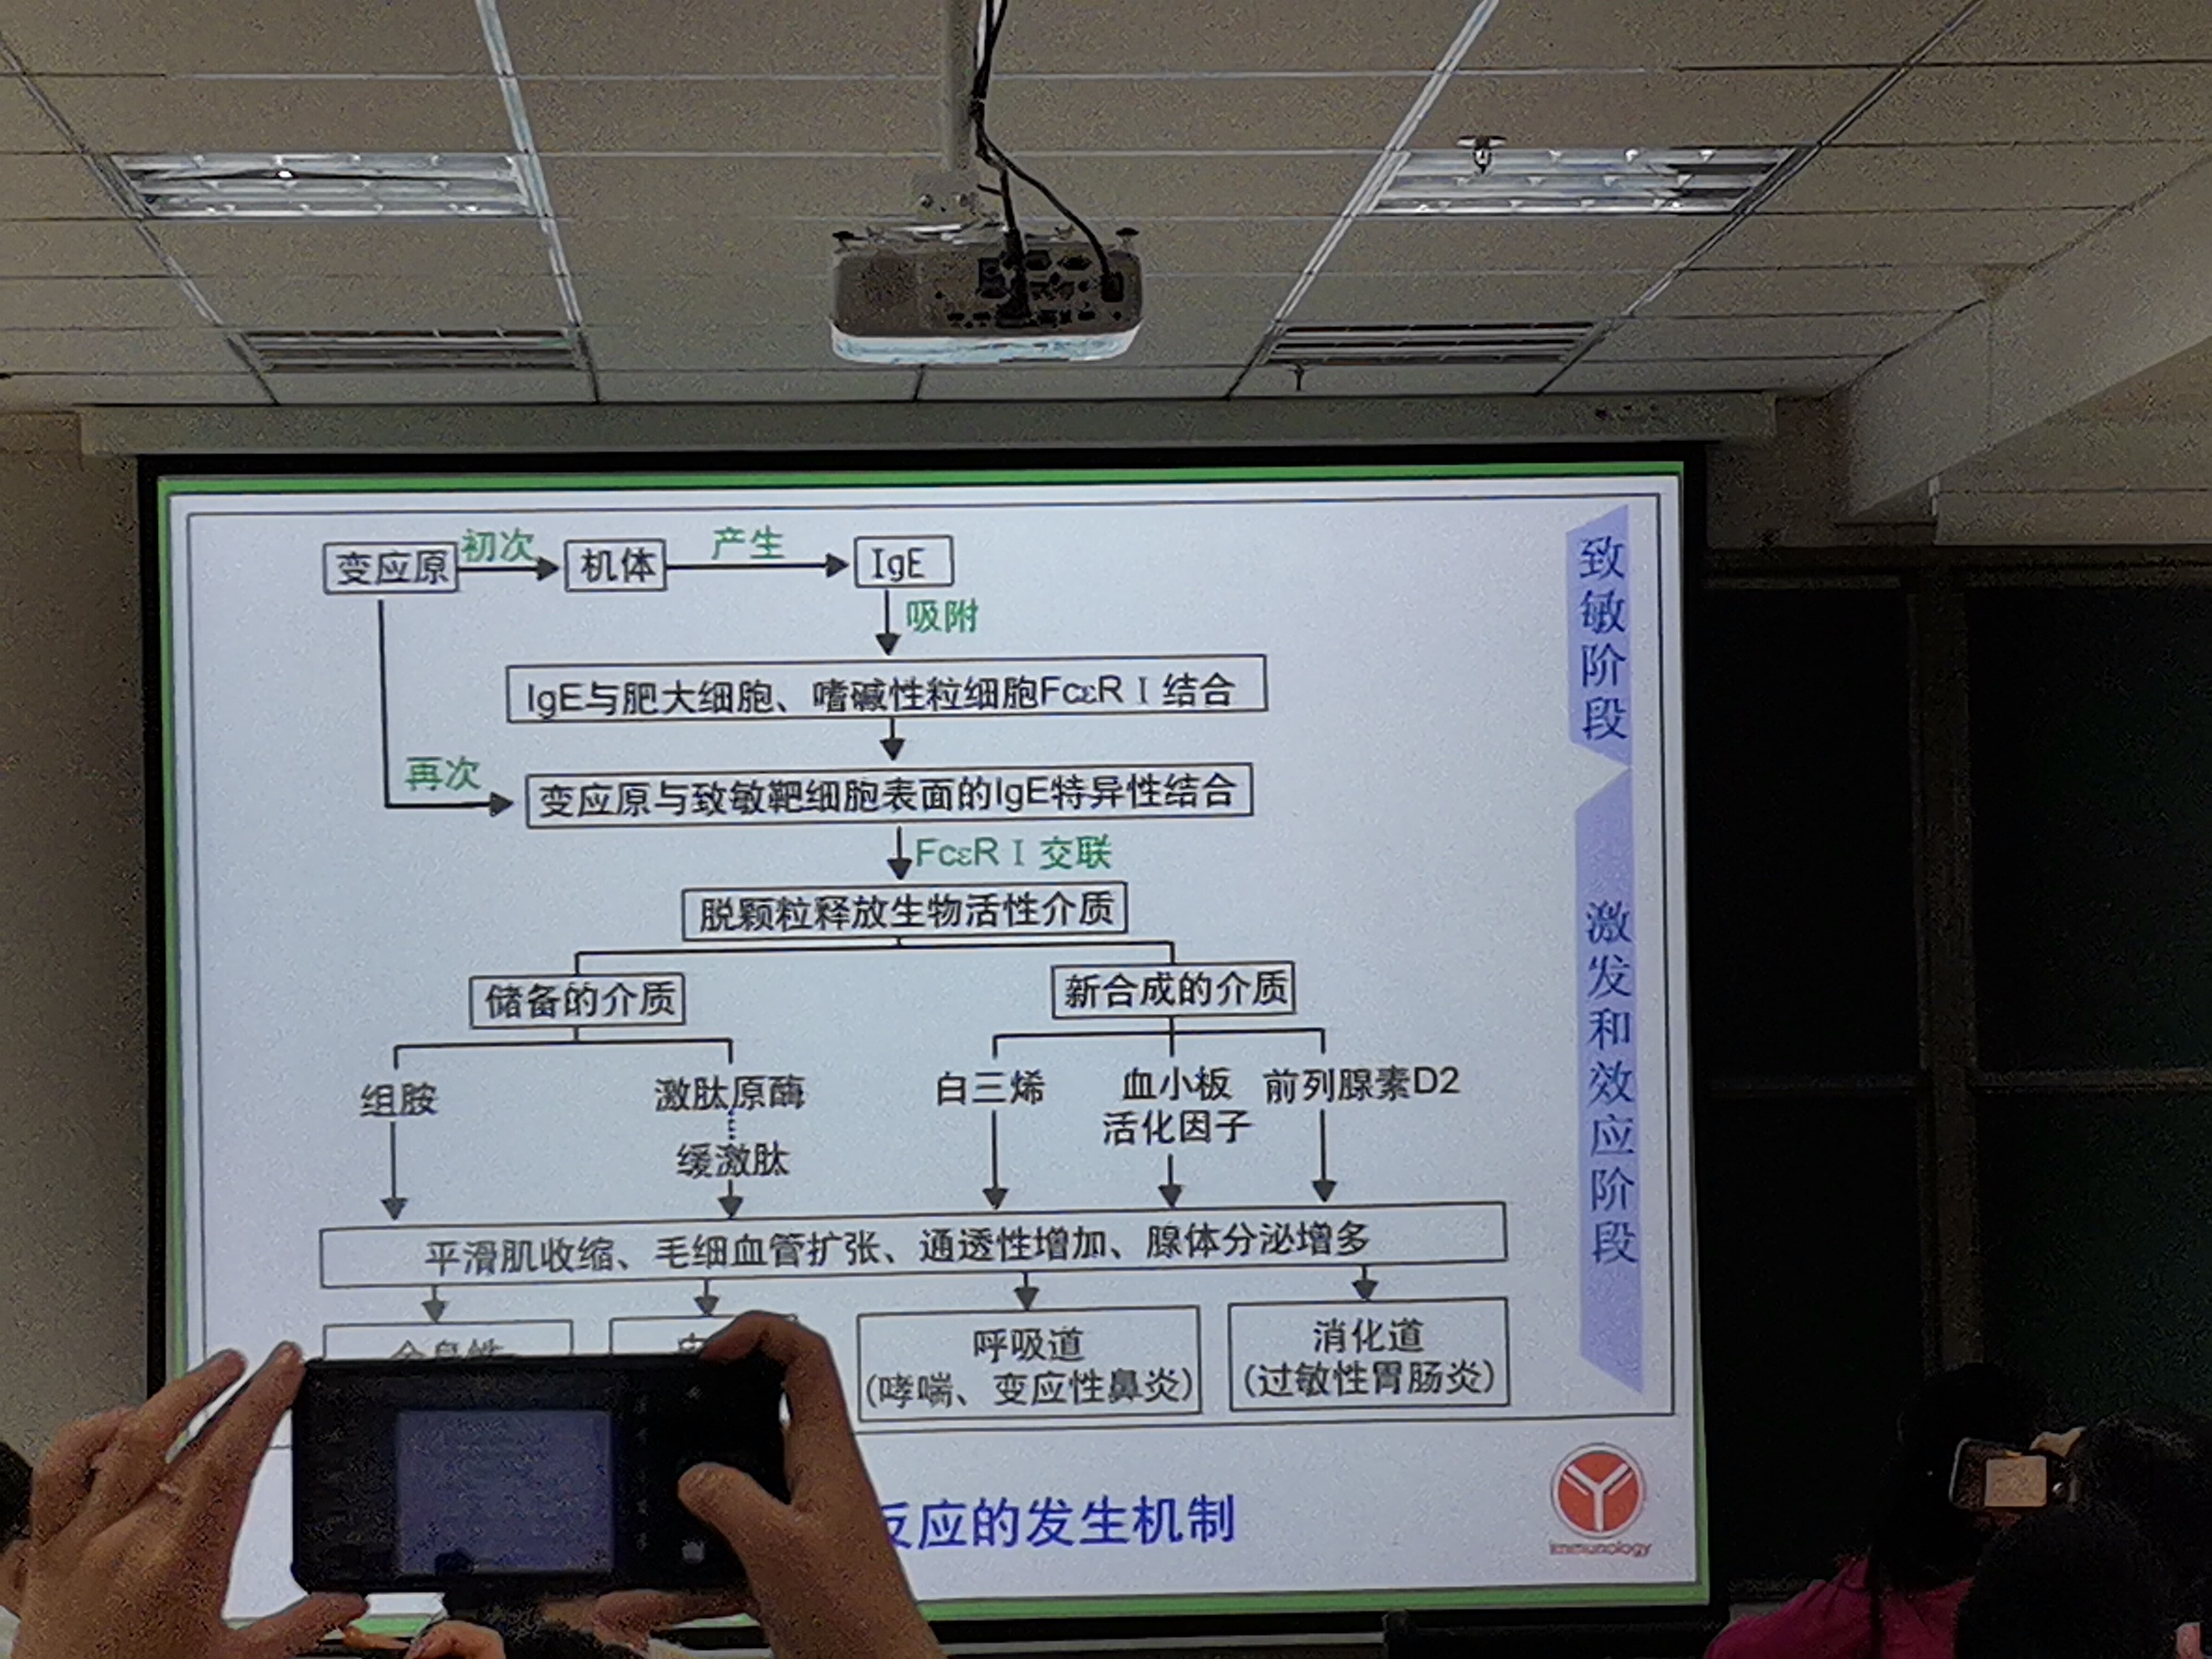 变应原
初次
机体
产生
IgE
吸附
IgE与肥大细胞、嗜碱性粒细胞FcεRⅠ结合
再次
变应原与致敏靶细胞表面的IgE特异性结合
FcεRⅠ交联
脱颗粒释放生物活性介质
储备的介质
新合成的介质
组胺
激肽原酶
白三烯
血小板
活化因子
前列腺素D2
缓激肽
平滑肌收缩、毛细血管扩张、通透性增加、腺体分泌增多
呼吸道
(哮喘、变应性鼻炎)
消化道
(过敏性胃肠炎)
反应的发生机制
immunology
致敏阶段
激发和效应阶段